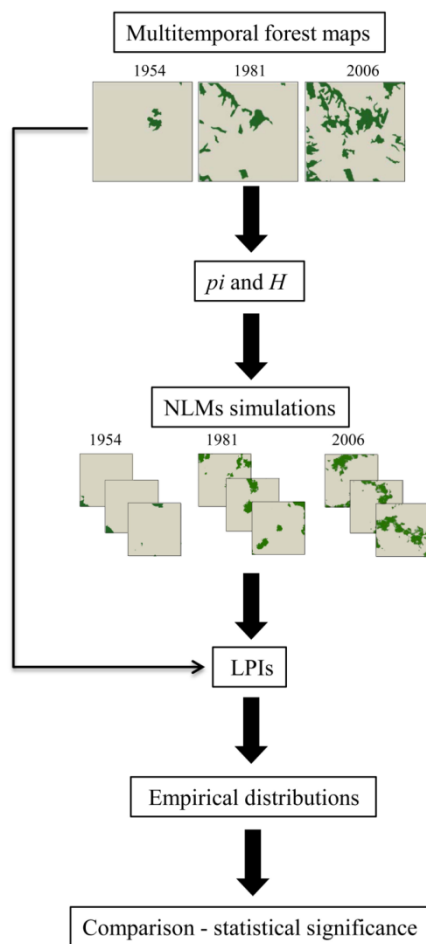 Multitemporal forest maps
1954 1981 2006
pi and H
NLMs simulations
1954 1981 2006
LPIs
Empirical distributions
Comparison - statistical significance